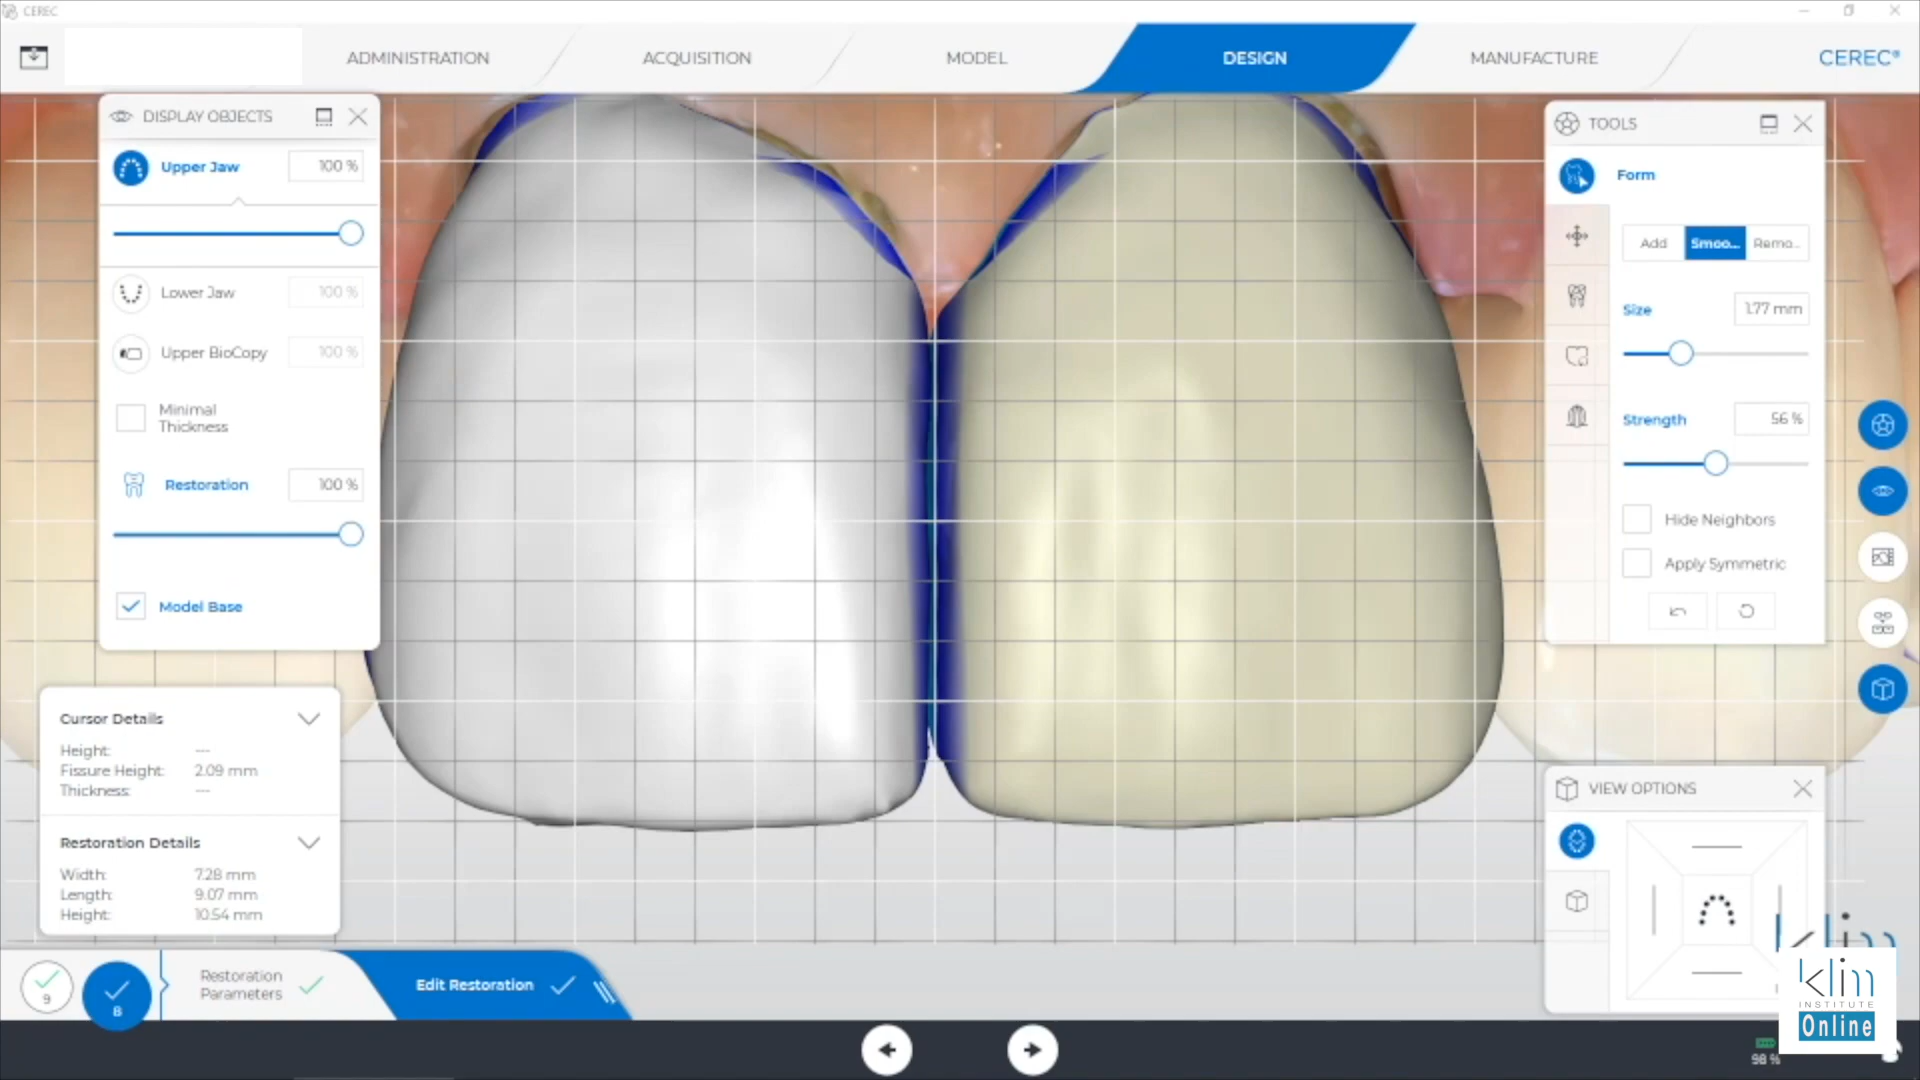 CEREC
ADMINISTRATION
ACQUISITION
MODEL
DESIGN
MANUFACTURE
CEREC®
DISPLAY OBJECTS
Upper Jaw
100 %
Lower Jaw
100 %
Upper BioCopy
100 %
Minimal
Thickness
Restoration
100 %
Model Base
Cursor Details
Height: ---
Fissure Height: 2.09 mm
Thickness: ---
Restoration Details
Width: 7.28 mm
Length: 9.07 mm
Height: 10.54 mm
TOOLS
Form
Add
Smoo...
Remo...
Size
1.77 mm
Strength
56 %
Hide Neighbors
Apply Symmetric
VIEW OPTIONS
9
8
Restoration
Parameters
Edit Restoration
98 %
klim
INSTITUTE
Online